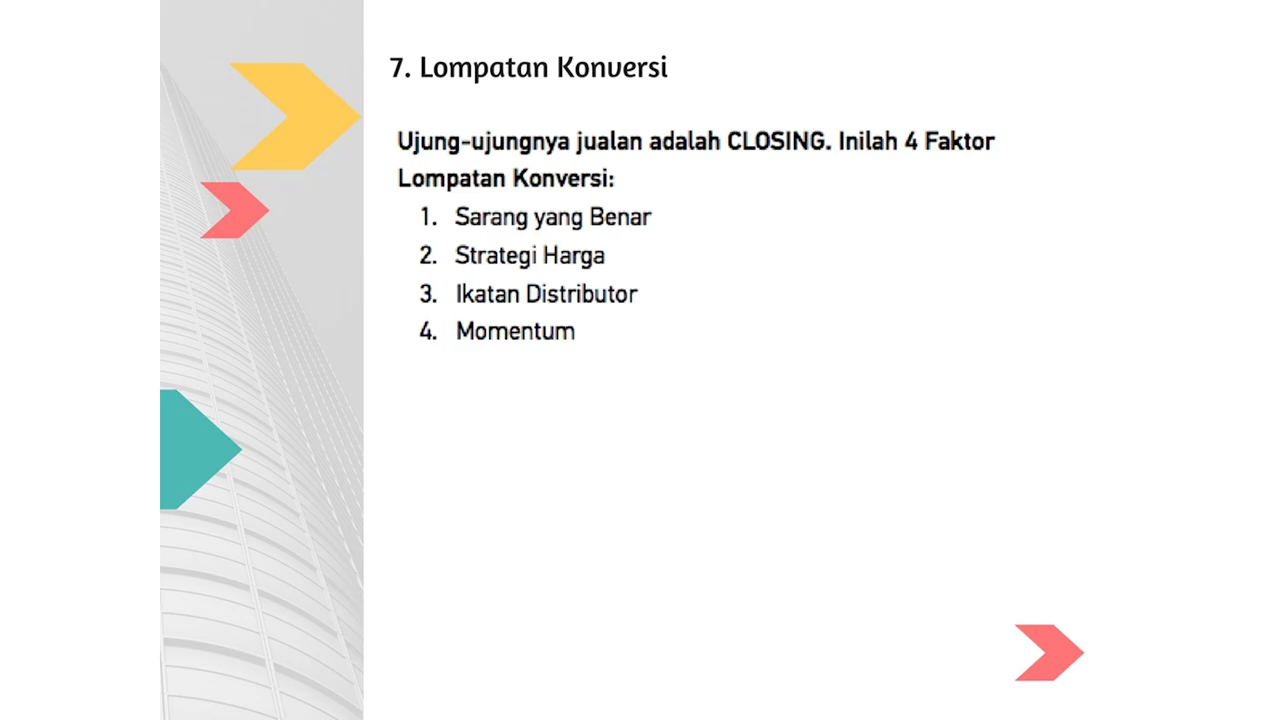 7. Lompatan Konversi
Ujung-ujungnya jualan adalah CLOSING. Inilah 4 Faktor
Lompatan Konversi:
1. Sarang yang Benar
2. Strategi Harga
3. Ikatan Distributor
4. Momentum